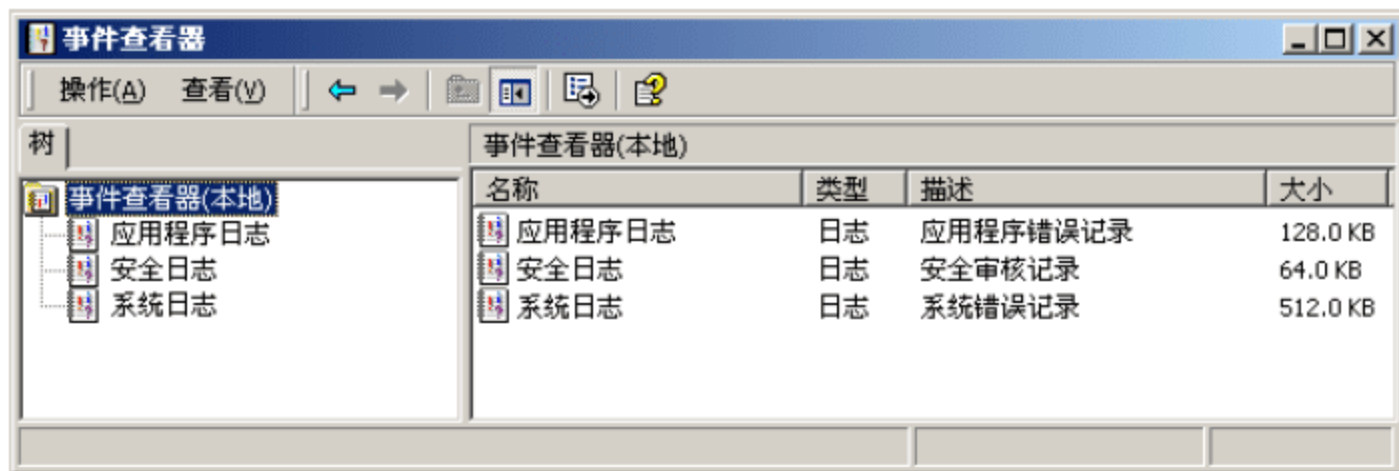 事件查看器
操作(A) 查看(V)
树
事件查看器(本地)
事件查看器(本地)
应用程序日志
安全日志
系统日志
名称 类型 描述 大小
应用程序日志 日志 应用程序错误记录 128.0 KB
安全日志 日志 安全审核记录 64.0 KB
系统日志 日志 系统错误记录 512.0 KB